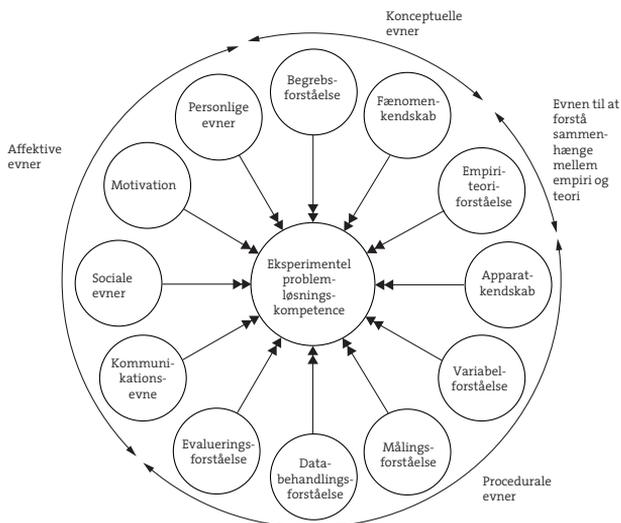 Konceptuelle
evner
Evnen til at
forstå
sammen-
hænge
mellem
empiri og
teori
Affektive
evner
Begrebs-
forståelse
Fænomen-
kendskab
Personlige
evner
Empiri-
teori-
forståelse
Motivation
Sociale
evner
Eksperimentel
problem-
løsnings-
kompetence
Apparat-
kendskab
Kommuni-
kations-
evne
Variabel-
forståelse
Evaluerings-
forståelse
Data-
behandlings-
forståelse
Målings-
forståelse
Procedurale
evner